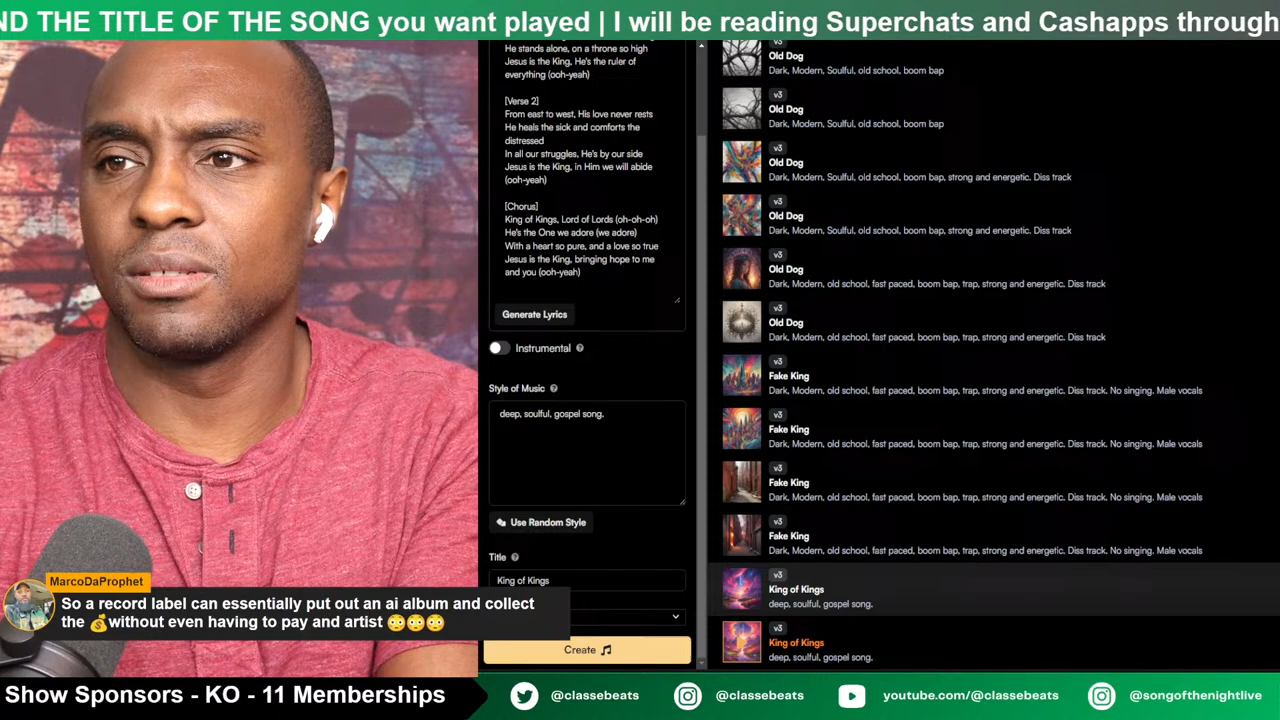 ND THE TITLE OF THE SONG you want played | I will be reading Superchats and Cashapps through
He stands alone, on a throne so high
Jesus is the King, He's the ruler of
everything (ooh-yeah)
[Verse 2]
From east to west, His love never rests
He heals the sick and comforts the
distressed
In all our struggles, He's by our side
Jesus is the King, in Him we will abide
(ooh-yeah)
[Chorus]
King of Kings, Lord of Lords (oh-oh-oh)
He's the One we adore (we adore)
With a heart so pure, and a love so true
Jesus is the King, bringing hope to me
and you (ooh-yeah)
Generate Lyrics
Instrumental
Style of Music
deep, soulful, gospel song.
Use Random Style
Title
King of Kings
Create
v3
Old Dog
Dark, Modern, Soulful, old school, boom bap
v3
Old Dog
Dark, Modern, Soulful, old school, boom bap
v3
Old Dog
Dark, Modern, Soulful, old school, boom bap, strong and energetic. Diss track
v3
Old Dog
Dark, Modern, Soulful, old school, boom bap, strong and energetic. Diss track
v3
Old Dog
Dark, Modern, old school, fast paced, boom bap, trap, strong and energetic. Diss track
v3
Old Dog
Dark, Modern, old school, fast paced, boom bap, trap, strong and energetic. Diss track
v3
Fake King
Dark, Modern, old school, fast paced, boom bap, trap, strong and energetic. Diss track. No singing. Male vocals
v3
Fake King
Dark, Modern, old school, fast paced, boom bap, trap, strong and energetic. Diss track. No singing. Male vocals
v3
Fake King
Dark, Modern, old school, fast paced, boom bap, trap, strong and energetic. Diss track. No singing. Male vocals
v3
Fake King
Dark, Modern, old school, fast paced, boom bap, trap, strong and energetic. Diss track. No singing. Male vocals
v3
King of Kings
deep, soulful, gospel song.
v3
King of Kings
deep, soulful, gospel song.
MarcoDaProphet
So a record label can essentially put out an ai album and collect
the 💰without even having to pay and artist 😳😳😳
Show Sponsors - KO - 11 Memberships
@classebeats
@classebeats
youtube.com/@classebeats
@songofthenightlive